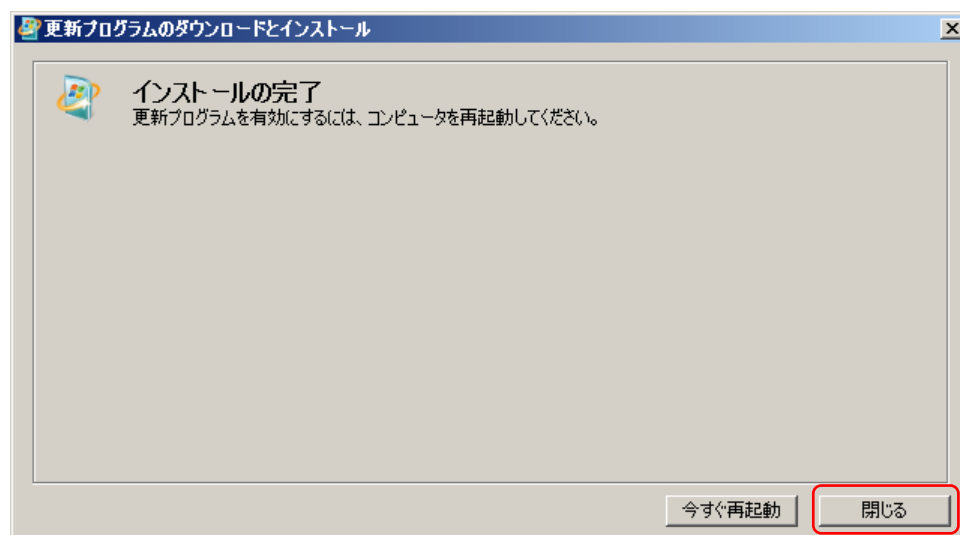 更新プログラムのダウンロードとインストール
インストールの完了
更新プログラムを有効にするには、コンピュータを再起動してください。
今すぐ再起動
閉じる